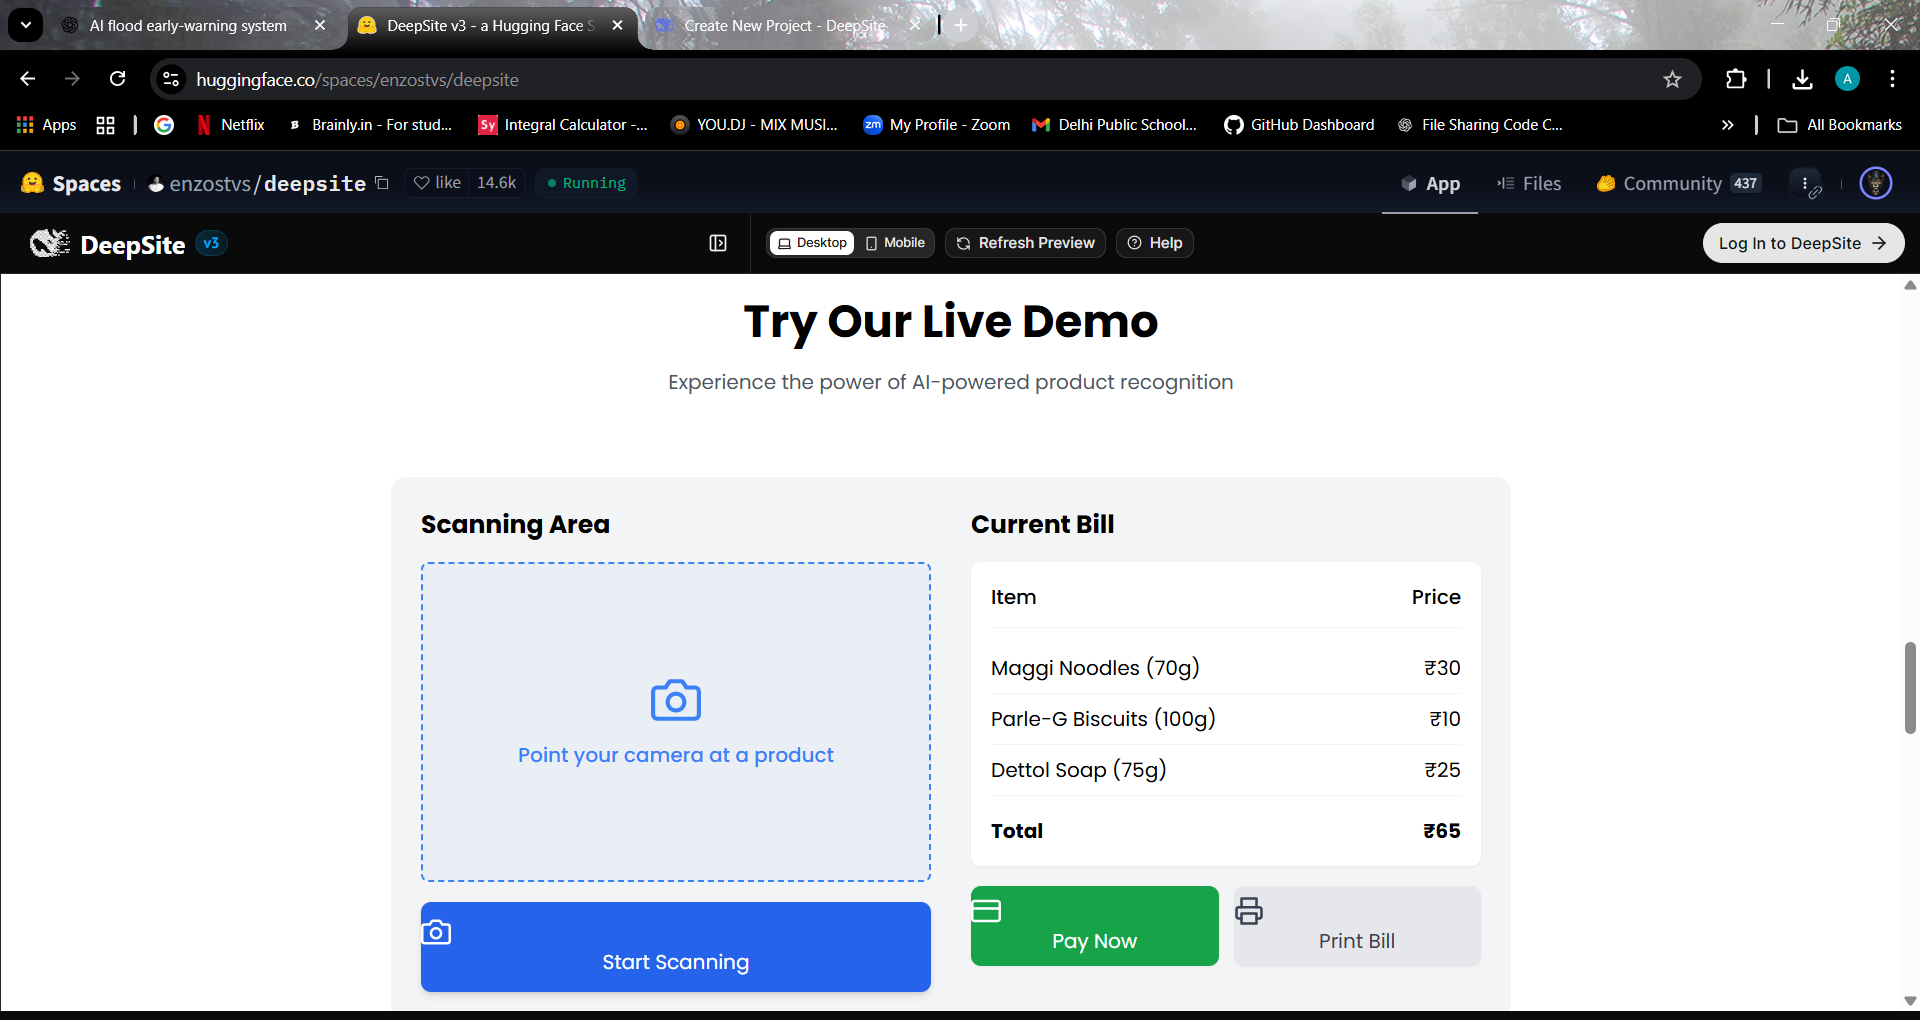 AI flood early-warning system
DeepSite v3 - a Hugging Face S
Create New Project - DeepSite
huggingface.co/spaces/enzostvs/deepsite
A
Apps
Netflix
Brainly.in - For stud...
Sy Integral Calculator -...
YOU.DJ - MIX MUSI...
zm My Profile - Zoom
Delhi Public School...
GitHub Dashboard
File Sharing Code C...
All Bookmarks
Spaces
enzostvs/deepsite
like 14.6k
Running
App
Files
Community 437
DeepSite v3
Desktop
Mobile
Refresh Preview
Help
Log In to DeepSite
Try Our Live Demo
Experience the power of AI-powered product recognition
Scanning Area
Point your camera at a product
Start Scanning
Current Bill
Item Price
Maggi Noodles (70g) ₹30
Parle-G Biscuits (100g) ₹10
Dettol Soap (75g) ₹25
Total ₹65
Pay Now
Print Bill